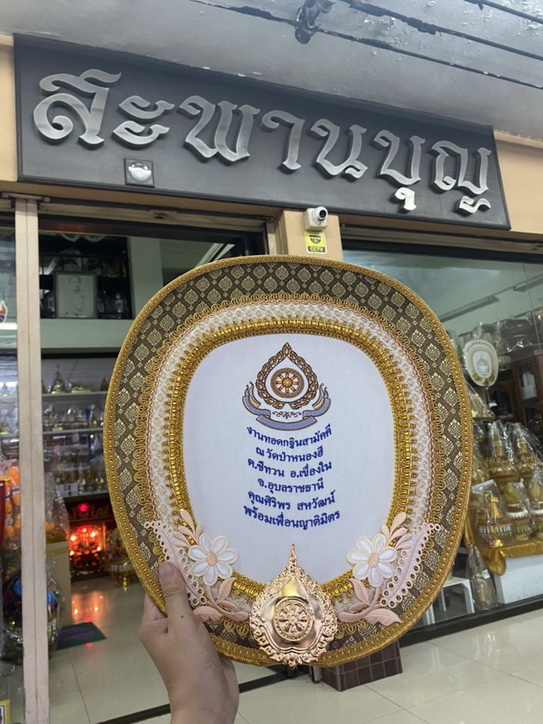 สะพานบุญ
CCTV
งานทอดกฐินสามัคคี
ณ วัดป่าหนองฮี
ต.ชีทวน อ.เขื่องใน
จ.อุบลราชธานี
คุณศิริพร สหวัฒน์
พร้อมเพื่อนญาติมิตร